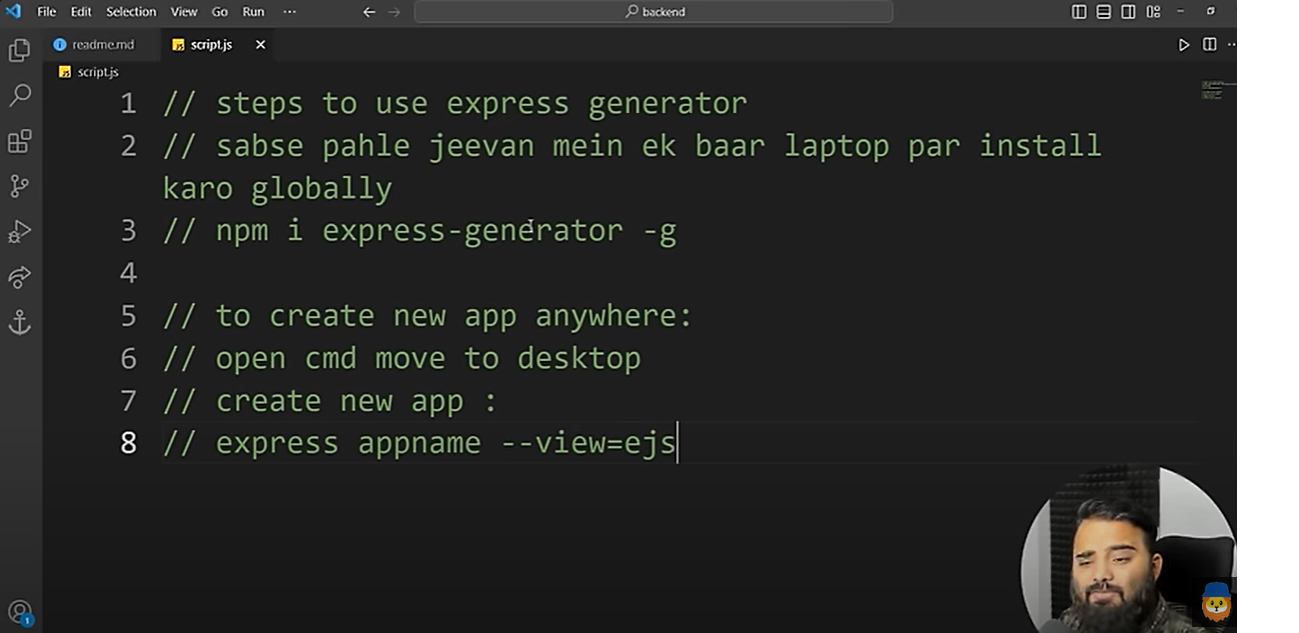 File Edit Selection View Go Run ··· backend
readme.md script.js
script.js
1 // steps to use express generator
2 // sabse pahle jeevan mein ek baar laptop par install
karo globally
3 // npm i express-generator -g
4
5 // to create new app anywhere:
6 // open cmd move to desktop
7 // create new app :
8 // express appname --view=ejs
1